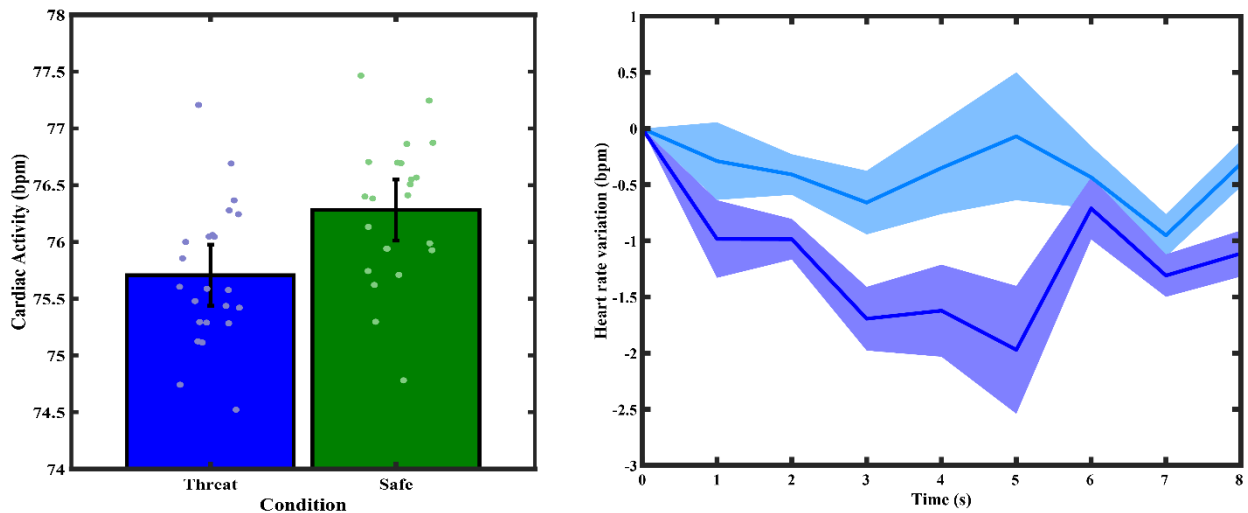 Cardiac Activity (bpm)
78
77.5
77
76.5
76
75.5
75
74.5
74
Threat
Safe
Condition
Heart rate variation (bpm)
1
0.5
0
-0.5
-1
-1.5
-2
-2.5
-3
0 1 2 3 4 5 6 7 8
Time (s)